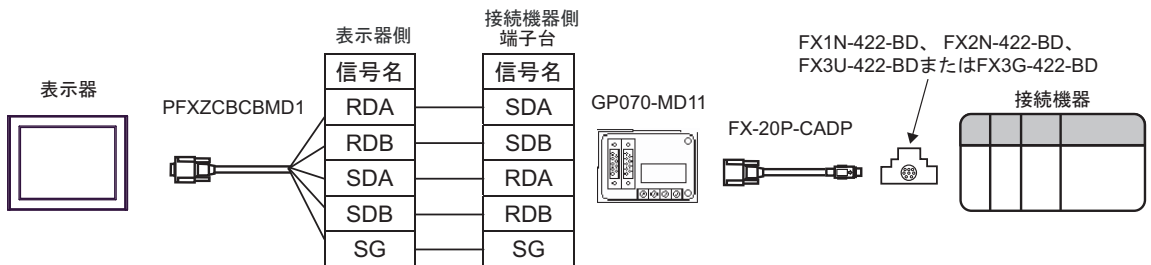 表示器
PFXZCBCBMD1
表示器側
信号名
RDA
RDB
SDA
SDB
SG
接続機器側
端子台
信号名
SDA
SDB
RDA
RDB
SG
GP070-MD11
FX-20P-CADP
FX1N-422-BD、 FX2N-422-BD、
FX3U-422-BDまたはFX3G-422-BD
接続機器